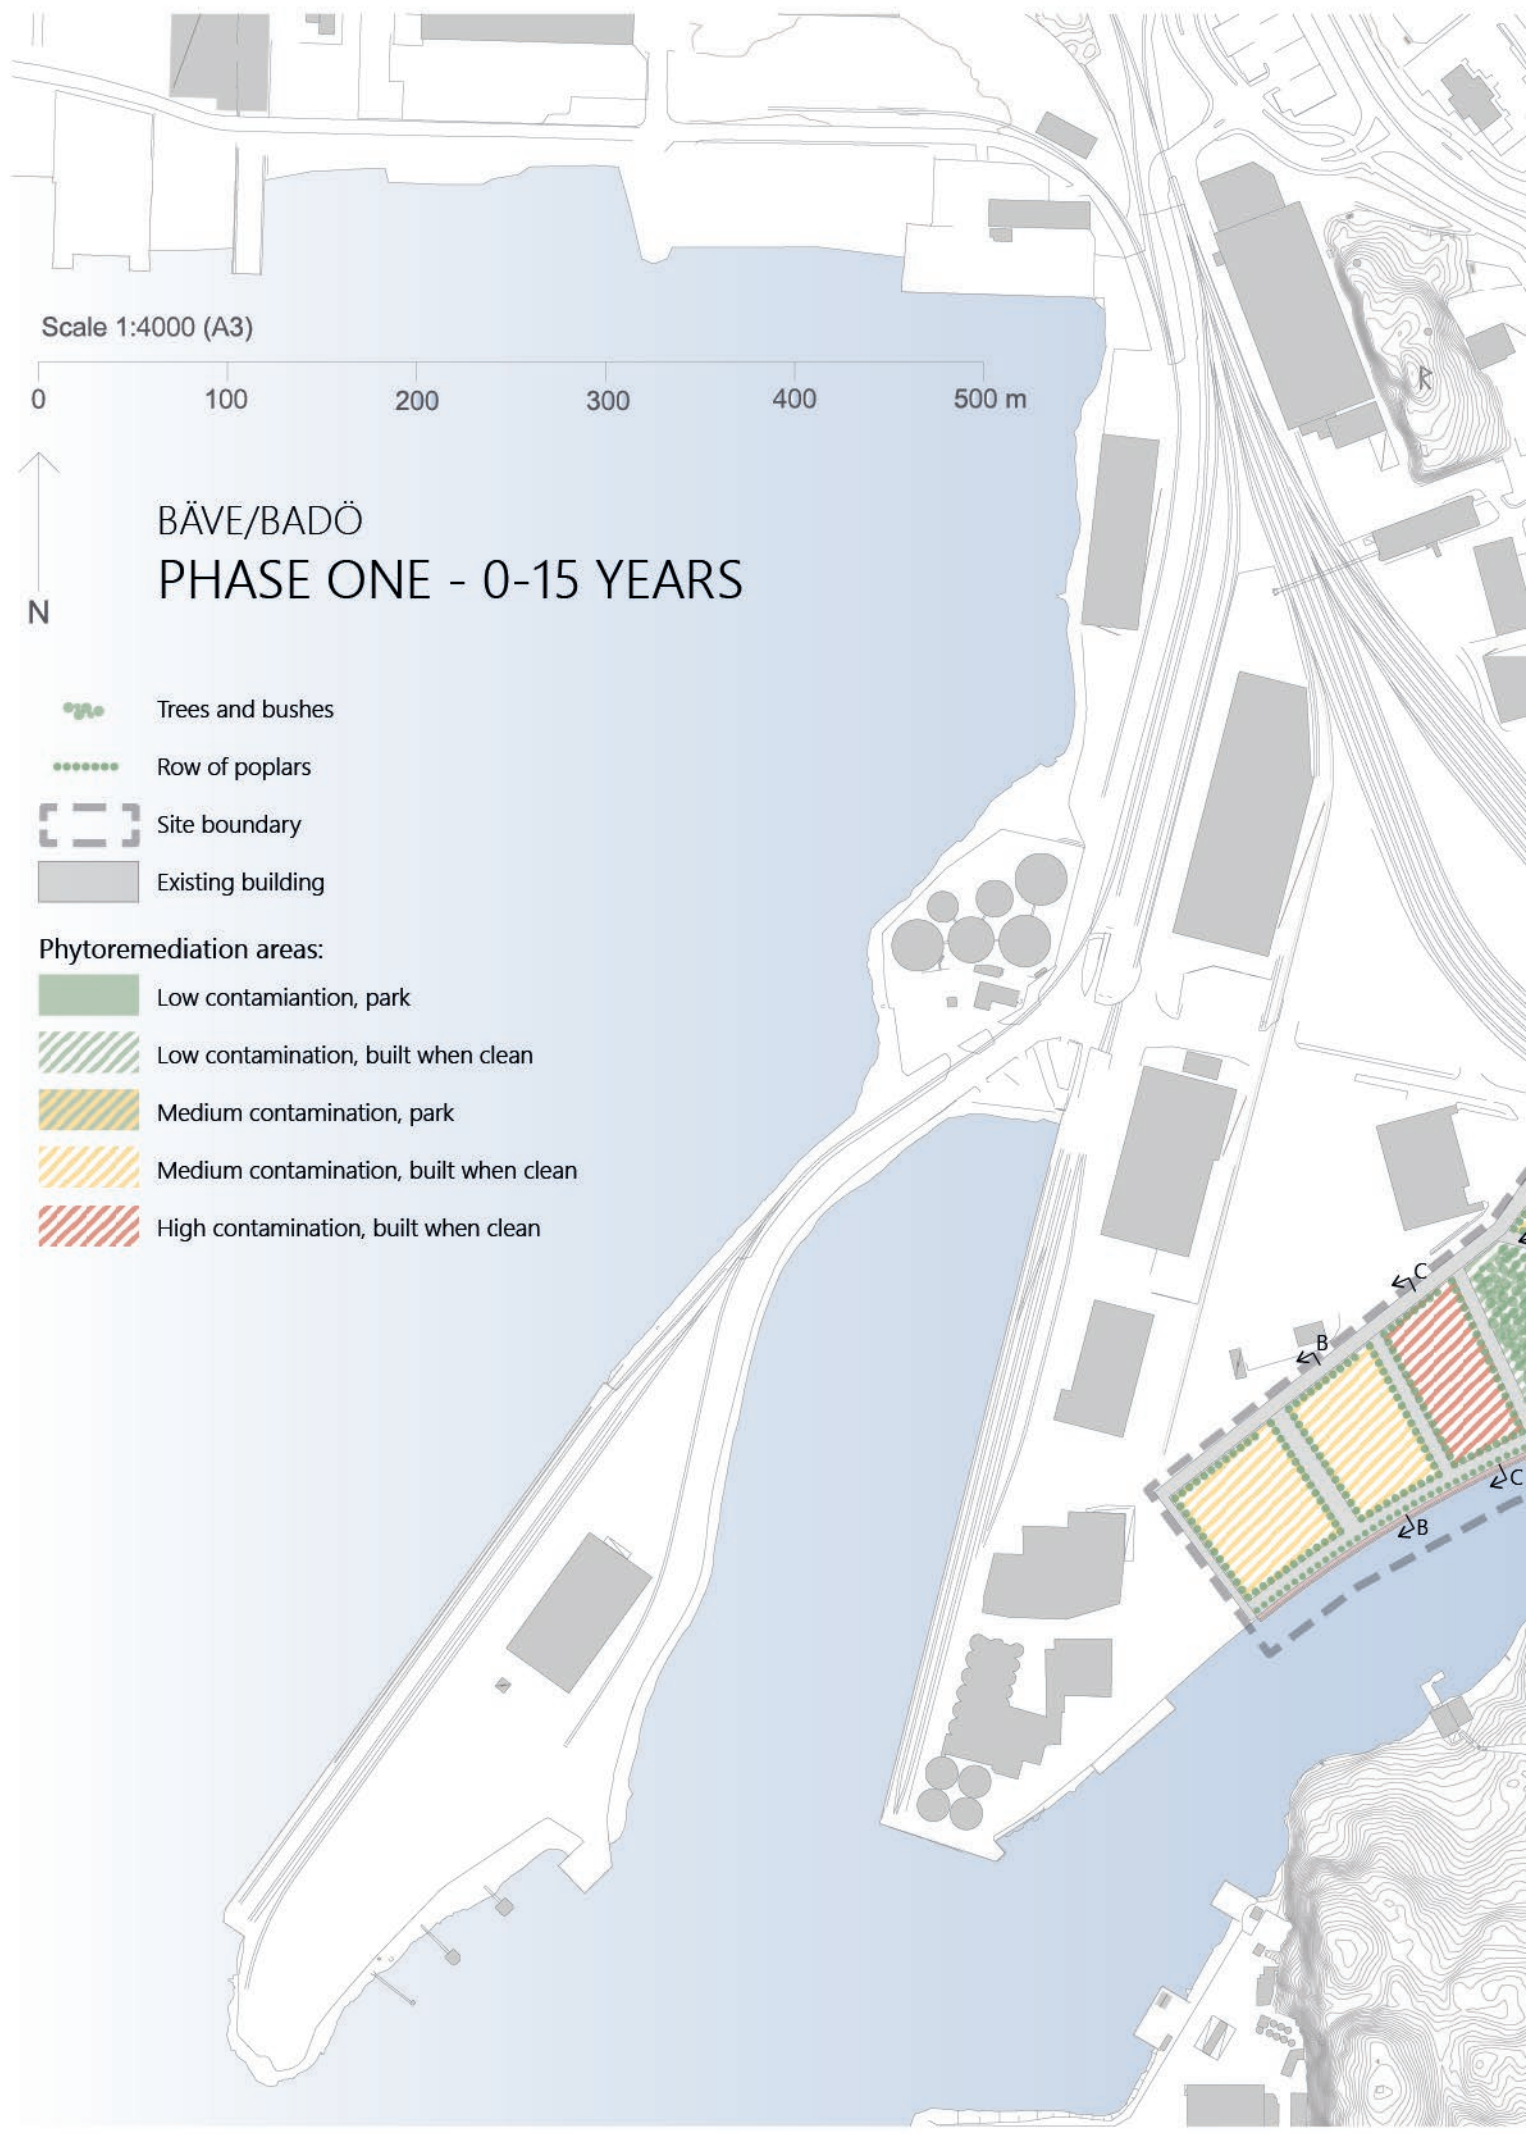 Scale 1:4000 (A3)
0 100 200 300 400 500 m
N
BÄVE/BADÖ
PHASE ONE - 0-15 YEARS
Trees and bushes
Row of poplars
Site boundary
Existing building
Phytoremediation areas:
Low contamiantion, park
Low contamination, built when clean
Medium contamination, park
Medium contamination, built when clean
High contamination, built when clean
R
C
B
C
B